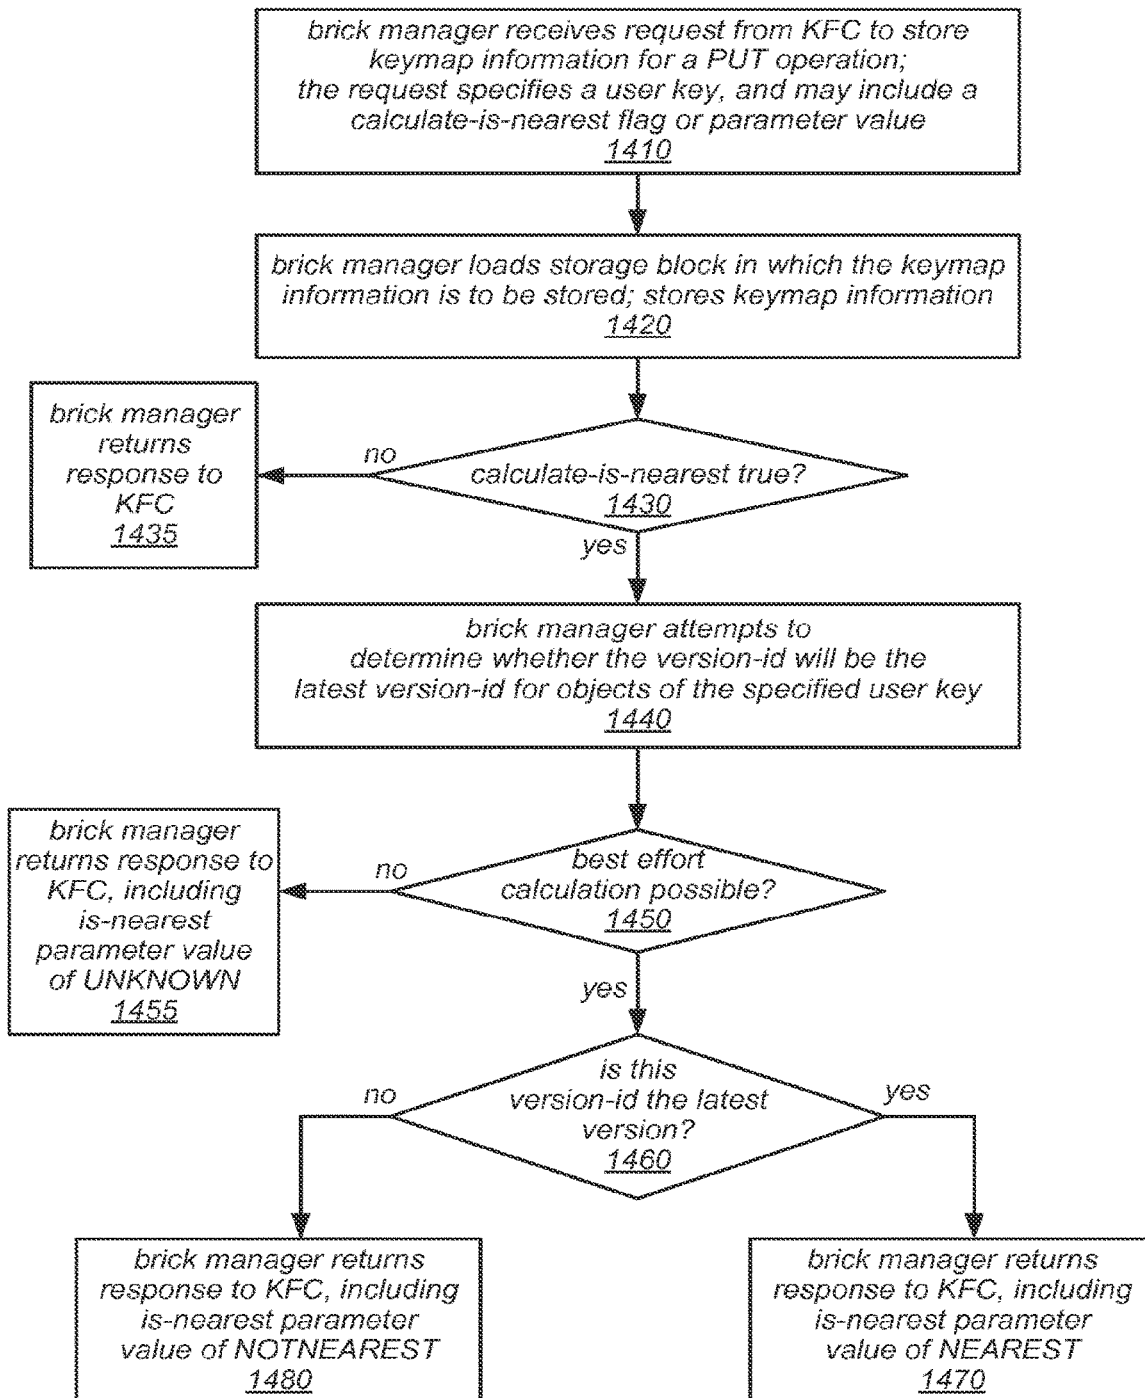 brick manager receives request from KFC to store
keymap information for a PUT operation;
the request specifies a user key, and may include a
calculate-is-nearest flag or parameter value
1410
brick manager loads storage block in which the keymap
information is to be stored; stores keymap information
1420
brick manager
returns
response to
KFC
1435
no
calculate-is-nearest true?
1430
yes
brick manager attempts to
determine whether the version-id will be the
latest version-id for objects of the specified user key
1440
brick manager
returns response to
KFC, including
is-nearest
parameter value
of UNKNOWN
1455
no
best effort
calculation possible?
1450
yes
no
is this
version-id the latest
version?
1460
yes
brick manager returns
response to KFC, including
is-nearest parameter
value of NOTNEAREST
1480
brick manager returns
response to KFC, including
is-nearest parameter
value of NEAREST
1470